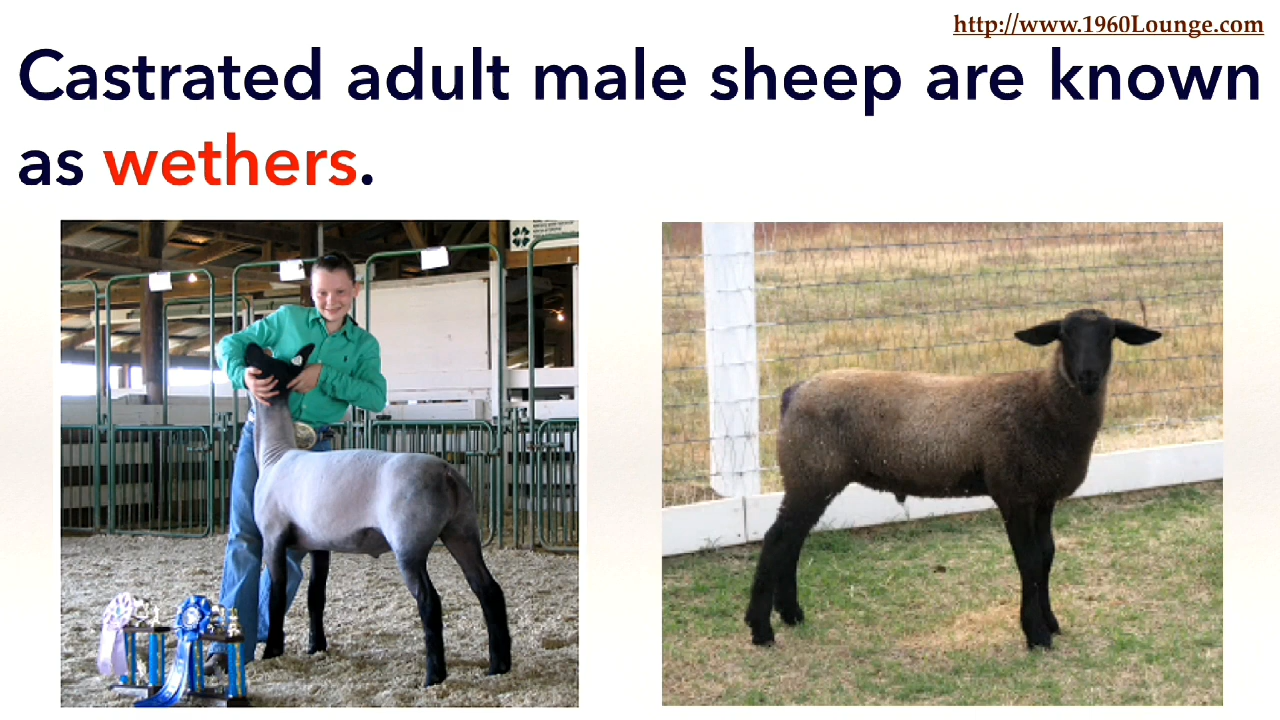 http://www.1960Lounge.com
Castrated adult male sheep are known
as wethers.